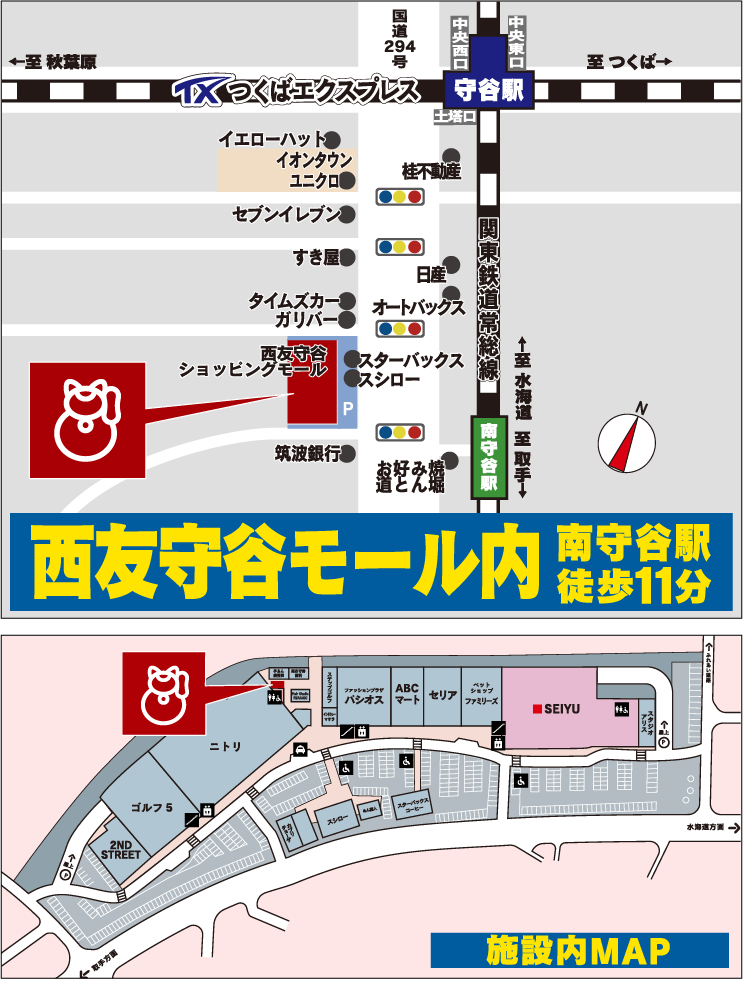 国道294号
中央西口
中央東口
←至 秋葉原
至 つくば→
TX つくばエクスプレス
守谷駅
土塔口
イエローハット
イオンタウン
ユニクロ
桂不動産
セブンイレブン
関東鉄道常総線
すき屋
日産
タイムズカー
オートバックス
ガリバー
西友守谷
ショッピングモール
スターバックス
スシロー
P
←至 水海道 至 取手→
N
南守谷駅
筑波銀行
お好み焼
道とん堀
西友守谷モール内
南守谷駅
徒歩11分
ファッションプラザ
パシオス
ABC
マート
セリア
ペット
ショップ
ファミリーズ
SEIYU
スタジオ
アリス
屋上
P
ニトリ
ゴルフ5
2ND
STREET
屋上
P
スシロー
スターバックス
コーヒー
水海道方面
取手方面
施設内MAP